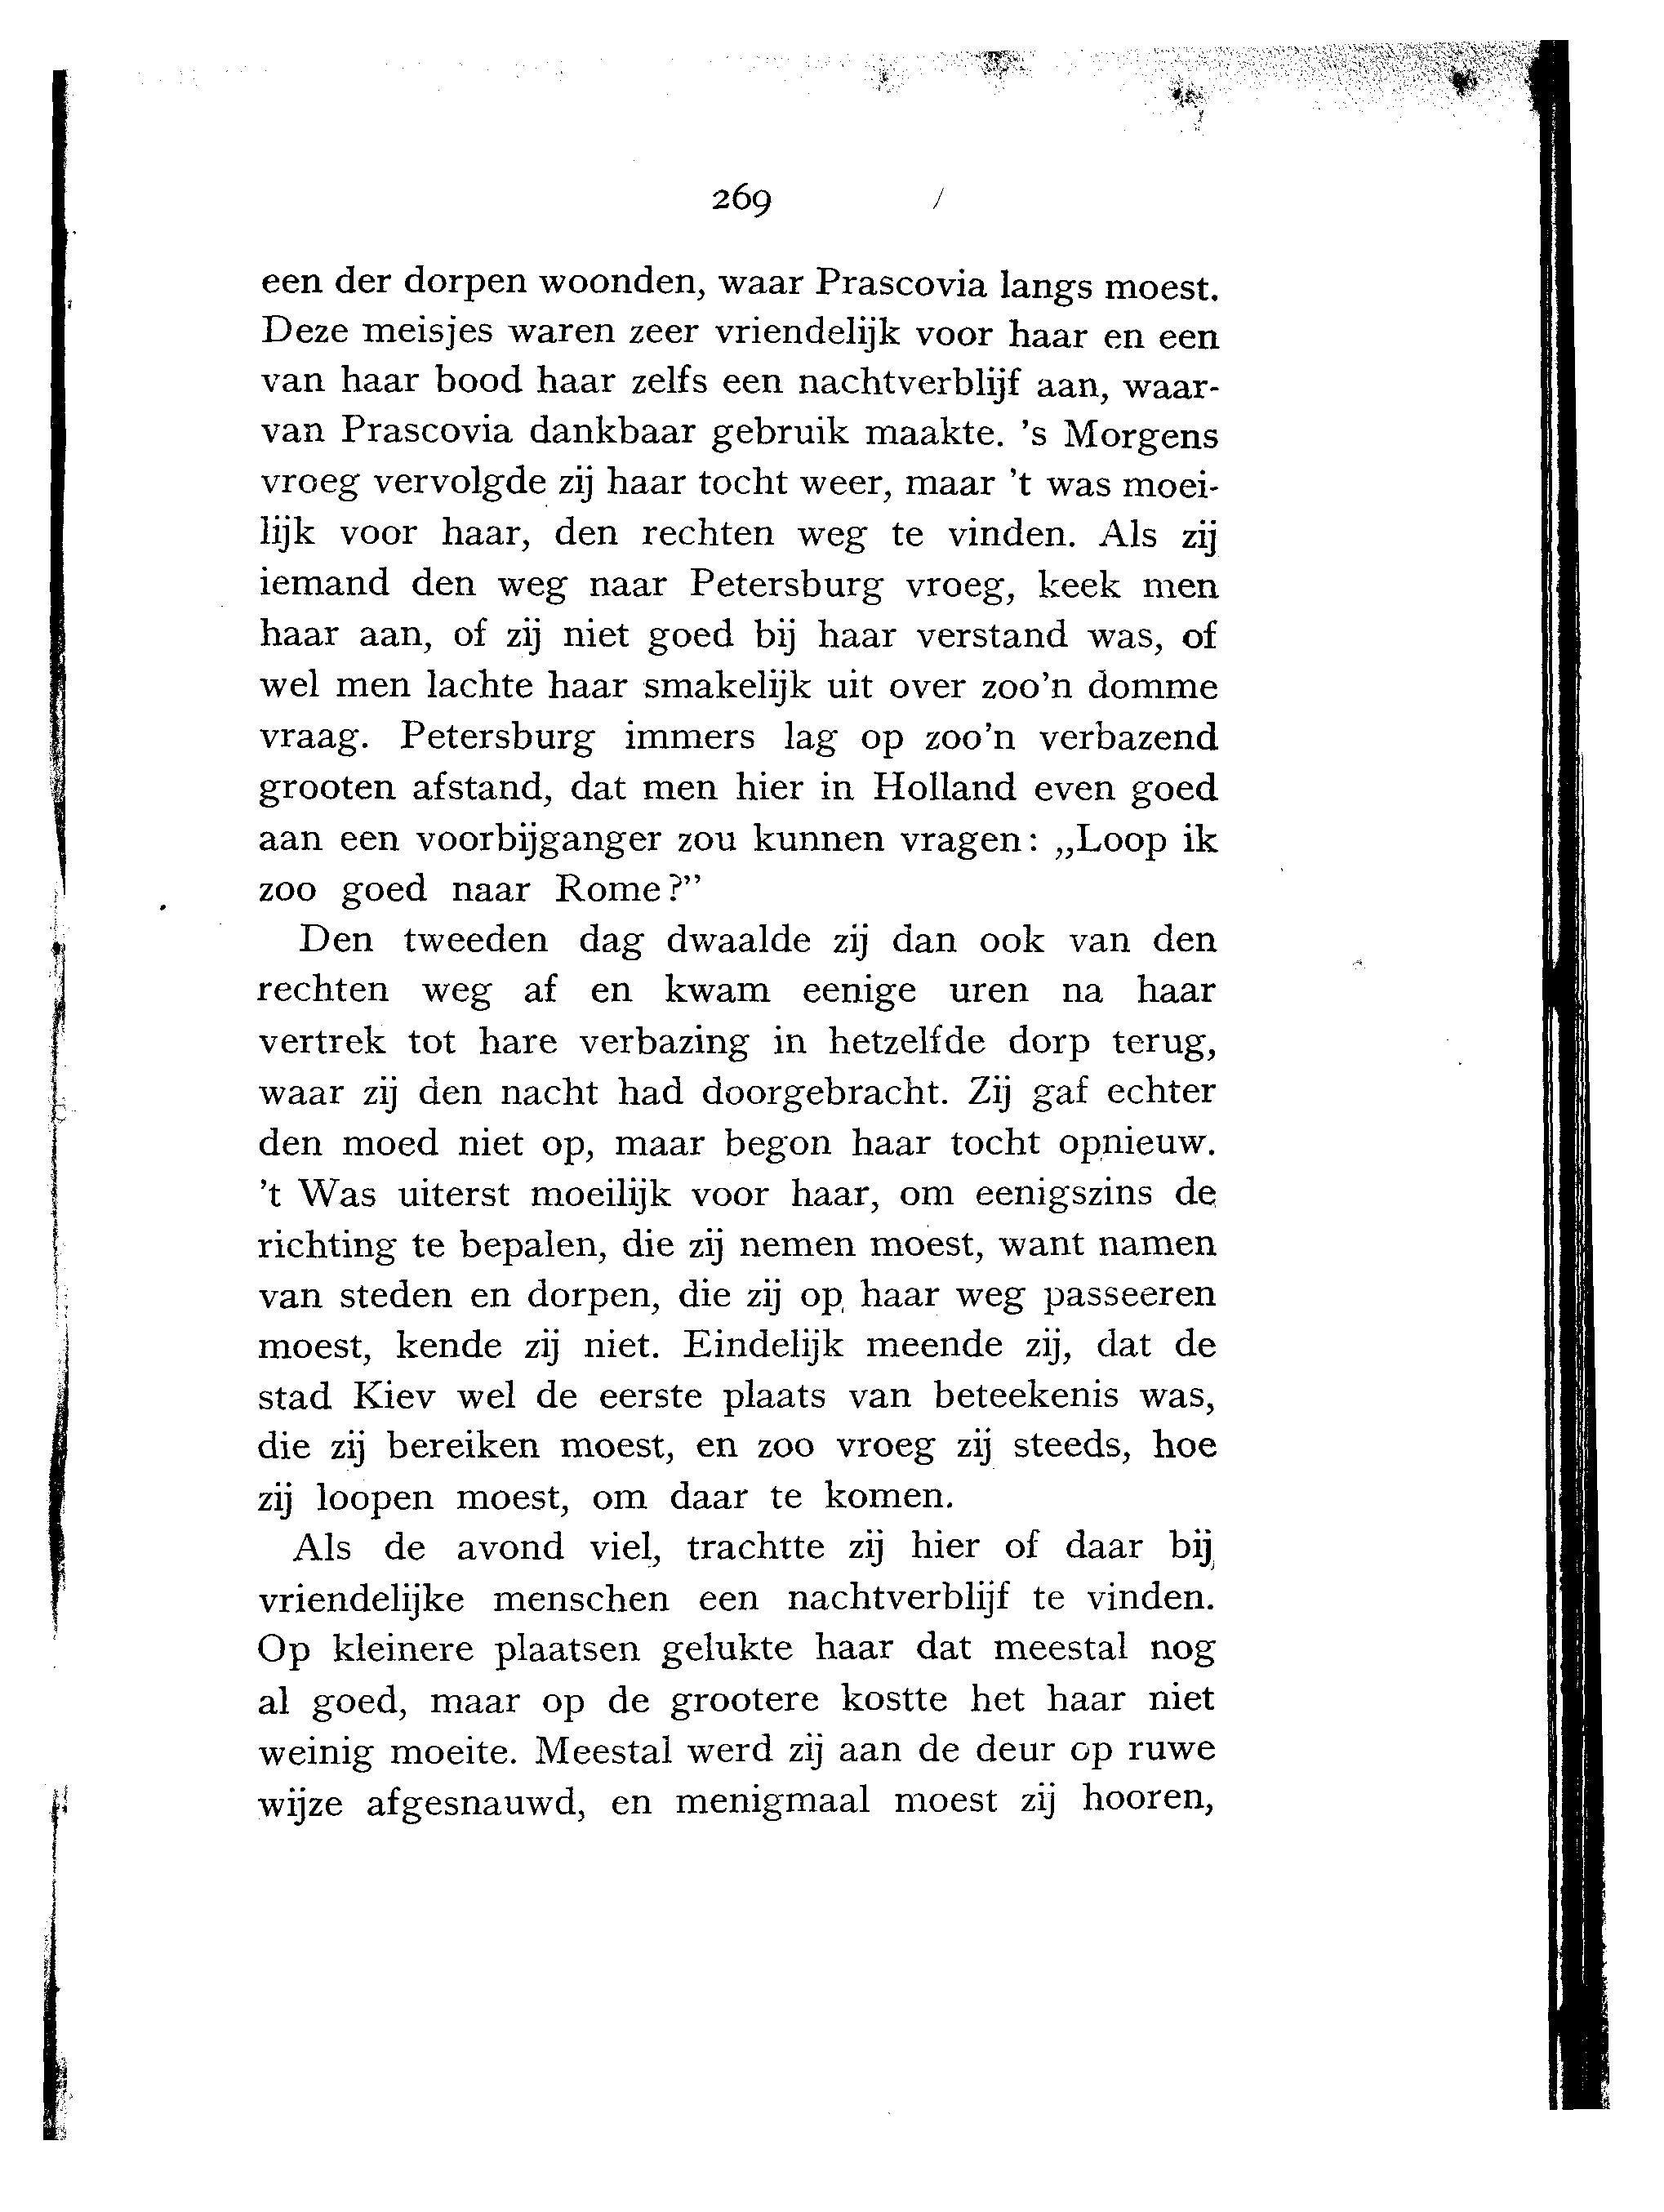 269
een der dorpen woonden, waar Prascovia langs moest.
Deze meisjes waren zeer vriendelijk voor haar en een
van haar bood haar zelfs een nachtverblijf aan, waar-
van Prascovia dankbaar gebruik maakte. 's Morgens
vroeg vervolgde zij haar tocht weer, maar 't was moei-
lijk voor haar, den rechten weg te vinden. Als zij
iemand den weg naar Petersburg vroeg, keek men
haar aan, of zij niet goed bij haar verstand was, of
wel men lachte haar smakelijk uit over zoo'n domme
vraag. Petersburg immers lag op zoo'n verbazend
grooten afstand, dat men hier in Holland even goed
aan een voorbijganger zou kunnen vragen: „Loop ik
zoo goed naar Rome?”
Den tweeden dag dwaalde zij dan ook van den
rechten weg af en kwam eenige uren na haar
vertrek tot hare verbazing in hetzelfde dorp terug,
waar zij den nacht had doorgebracht. Zij gaf echter
den moed niet op, maar begon haar tocht opnieuw.
't Was uiterst moeilijk voor haar, om eenigszins de
richting te bepalen, die zij nemen moest, want namen
van steden en dorpen, die zij op haar weg passeeren
moest, kende zij niet. Eindelijk meende zij, dat de
stad Kiev wel de eerste plaats van beteekenis was,
die zij bereiken moest, en zoo vroeg zij steeds, hoe
zij loopen moest, om daar te komen.
Als de avond viel, trachtte zij hier of daar bij
vriendelijke menschen een nachtverblijf te vinden.
Op kleinere plaatsen gelukte haar dat meestal nog
al goed, maar op de grootere kostte het haar niet
weinig moeite. Meestal werd zij aan de deur op ruwe
wijze afgesnauwd, en menigmaal moest zij hooren,